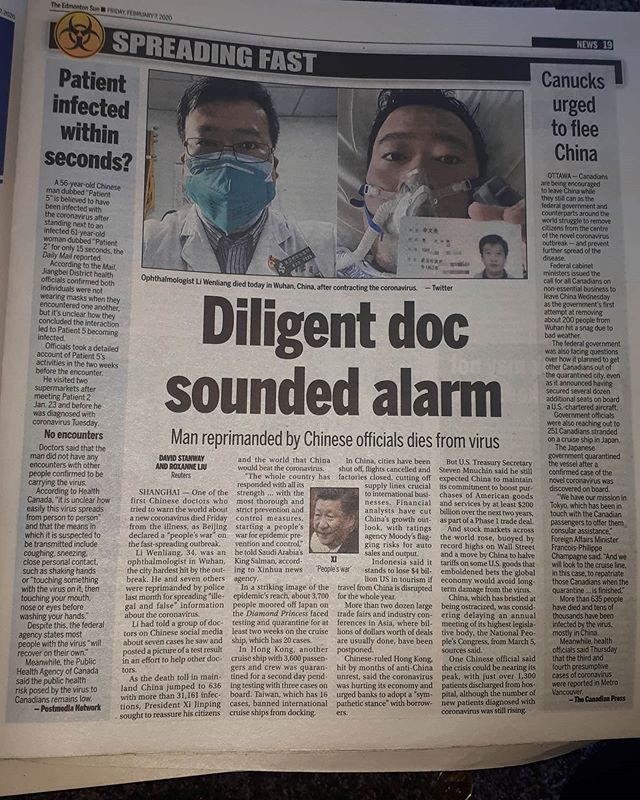 The Edmonton Sun ■ FRIDAY, FEBRUARY 7, 2020
SPREADING FAST
NEWS 19
Patient
infected
within
seconds?
A 56-year-old Chinese
man dubbed "Patient
5" is believed to have
been infected with
the coronavirus after
standing next to an
infected 61-year-old
woman dubbed "Patient
2" for only 15 seconds, the
Daily Mail reported.
According to the Mail,
Jiangbei District health
officials confirmed both
individuals were not
wearing masks when they
encountered one another,
but it's unclear how they
concluded the interaction
led to Patient 5 becoming
infected.
Officials took a detailed
account of Patient 5's
activities in the two weeks
before the encounter.
He visited two
supermarkets after
meeting Patient 2
Jan. 23 and before he
was diagnosed with
coronavirus Tuesday.
No encounters
Doctors said that the
man did not have any
encounters with other
people confirmed to be
carrying the virus.
According to Health
Canada, "it is unclear how
easily this virus spreads
from person to person"
and that the means in
which it is suspected to
be transmitted include
coughing, sneezing,
close personal contact,
such as shaking hands
or "touching something
with the virus on it, then
touching your mouth,
nose or eyes before
washing your hands."
Despite this, the federal
agency states most
people with the virus "will
recover on their own."
Meanwhile, the Public
Health Agency of Canada
said the public health
risk posed by the virus to
Canadians remains low.
— Postmedia Network
Ophthalmologist Li Wenliang died today in Wuhan, China, after contracting the coronavirus. — Twitter
Diligent doc
sounded alarm
Man reprimanded by Chinese officials dies from virus
DAVID STANWAY
AND ROXANNE LIU
Reuters
SHANGHAI — One of the
first Chinese doctors who
tried to warn the world about
a new coronavirus died Friday
from the illness, as Beijing
declared a "people's war" on
the fast-spreading outbreak.
Li Wenliang, 34, was an
ophthalmologist in Wuhan,
the city hardest hit by the out-
break. He and seven others
were reprimanded by police
last month for spreading "ille-
gal and false" information
about the coronavirus.
Li had told a group of doc-
tors on Chinese social media
about seven cases he saw and
posted a picture of a test result
in an effort to help other doc-
tors.
As the death toll in main-
land China jumped to 636
with more than 31,161 infec-
tions, President Xi Jinping
sought to reassure his citizens
and the world that China
would beat the coronavirus.
"The whole country has
responded with all its
strength ... with the
most thorough and
strict prevention and
control measures,
starting a people's
war for epidemic pre-
vention and control,"
he told Saudi Arabia's
King Salman, accord-
ing to Xinhua news
agency.
In a striking image of the
epidemic's reach, about 3,700
people moored off Japan on
the Diamond Princess faced
testing and quarantine for at
least two weeks on the cruise
ship, which has 20 cases.
In Hong Kong, another
cruise ship with 3,600 passen-
gers and crew was quaran-
tined for a second day pend-
ing testing with three cases on
board. Taiwan, which has 16
cases, banned international
cruise ships from docking.
XI
"People's war"
In China, cities have been
shut off, flights cancelled and
factories closed, cutting off
supply lines crucial
to international busi-
nesses. Financial
analysts have cut
China's growth out-
look, with ratings
agency Moody's flag-
ging risks for auto
sales and output.
Indonesia said it
stands to lose $4 bil-
lion US in tourism if
travel from China is disrupted
for the whole year.
More than two dozen large
trade fairs and industry con-
ferences in Asia, where bil-
lions of dollars worth of deals
are usually done, have been
postponed.
Chinese-ruled Hong Kong,
hit by months of anti-China
unrest, said the coronavirus
was hurting its economy and
urged banks to adopt a "sym-
pathetic stance" with borrow-
ers.
But U.S. Treasury Secretary
Steven Mnuchin said he still
expected China to maintain
its commitment to boost pur-
chases of American goods
and services by at least $200
billion over the next two years,
as part of a Phase 1 trade deal.
And stock markets across
the world rose, buoyed by
record highs on Wall Street
and a move by China to halve
tariffs on some U.S. goods that
emboldened bets the global
economy would avoid long-
term damage from the virus.
China, which has bristled at
being ostracized, was consid-
ering delaying an annual
meeting of its highest legisla-
tive body, the National Peo-
ple's Congress, from March 5,
sources said.
One Chinese official said
the crisis could be nearing its
peak, with just over 1,300
patients discharged from hos-
pital, although the number of
new patients diagnosed with
coronavirus was still rising.
Canucks
urged
to flee
China
OTTAWA — Canadians
are being encouraged
to leave China while
they still can as the
federal government and
counterparts around the
world struggle to remove
citizens from the centre
of the novel coronavirus
outbreak — and prevent
further spread of the
disease.
Federal cabinet
ministers issued the
call for all Canadians on
non-essential business to
leave China Wednesday
as the government's first
attempt at removing
about 200 people from
Wuhan hit a snag due to
bad weather.
The federal government
was also facing questions
over how it planned to get
other Canadians out of
the quarantined city, even
as it announced having
secured several dozen
additional seats on board
a U.S.-chartered aircraft.
Government officials
were also reaching out to
251 Canadians stranded
on a cruise ship in Japan.
The Japanese
government quarantined
the vessel after a
confirmed case of the
novel coronavirus was
discovered on board.
"We have our mission in
Tokyo, which has been in
touch with the Canadian
passengers to offer them
consular assistance,"
Foreign Affairs Minister
Francois-Philippe
Champagne said. "And we
will look to the cruise line,
in this case, to repatriate
those Canadians when the
quarantine ... is finished."
More than 635 people
have died and tens of
thousands have been
infected by the virus,
mostly in China.
Meanwhile, health
officials said Thursday
that the third and
fourth presumptive
cases of coronavirus
were reported in Metro
Vancouver.
— The Canadian Press